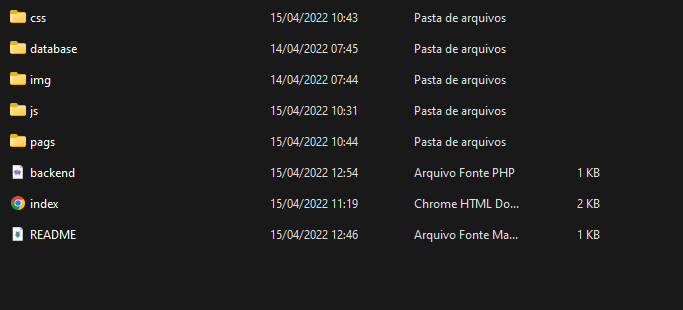 css 15/04/2022 10:43 Pasta de arquivos
database 14/04/2022 07:45 Pasta de arquivos
img 14/04/2022 07:44 Pasta de arquivos
js 15/04/2022 10:31 Pasta de arquivos
pags 15/04/2022 10:44 Pasta de arquivos
backend 15/04/2022 12:54 Arquivo Fonte PHP 1 KB
index 15/04/2022 11:19 Chrome HTML Do... 2 KB
README 15/04/2022 12:46 Arquivo Fonte Ma... 1 KB